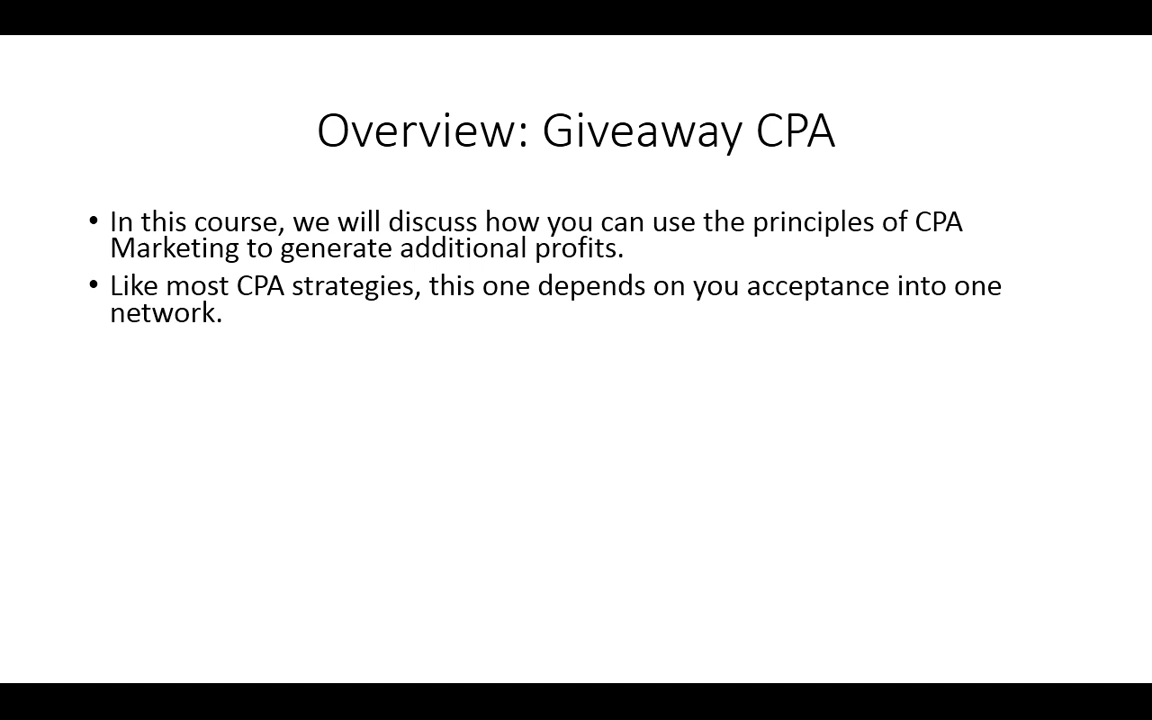 Overview: Giveaway CPA
• In this course, we will discuss how you can use the principles of CPA
Marketing to generate additional profits.
• Like most CPA strategies, this one depends on you acceptance into one
network.